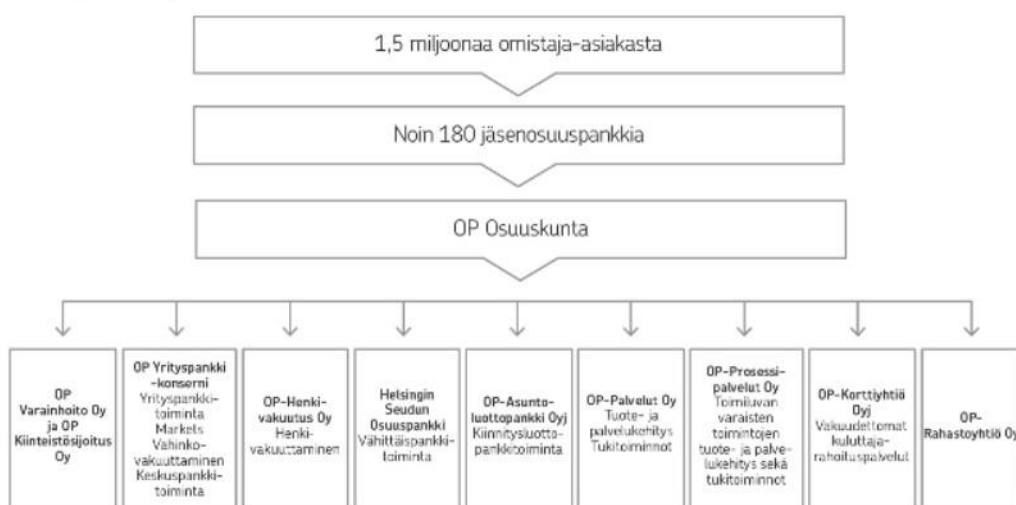 1,5 miljoonaa omistaja-asiakasta
Noin 180 jäsenosuuspankkia
OP Osuuskunta
OP
Varainhoito Oy
ja OP
Kiinteistösijoitus
Oy
OP Yrityspankki
-konserni
Yrityspankki-
toiminta
Markets
Vahinko-
vakuuttaminen
Keskuspankki-
toiminta
OP-Henki-
vakuutus Oy
Henki-
vakuuttaminen
Helsingin
Seudun
Osuuspankki
Vähittäispankki-
toiminta
OP-Asunto-
luottopankki Oyj
Kiinnitysluotto-
pankkitoiminta
OP-Palvelut Oy
Tuote- ja
palvelukehitys
Tukitoiminnot
OP-Prosessi-
palvelut Oy
Toimiluvan
varaisten
toimintojen
tuote- ja palve-
lukehitys sekä
tukitoiminnot
OP-Korttiyhtiö
Oyj
Vakuudettomat
kuluttaja-
rahoituspalvelut
OP-
Rahastoyhtiö Oy